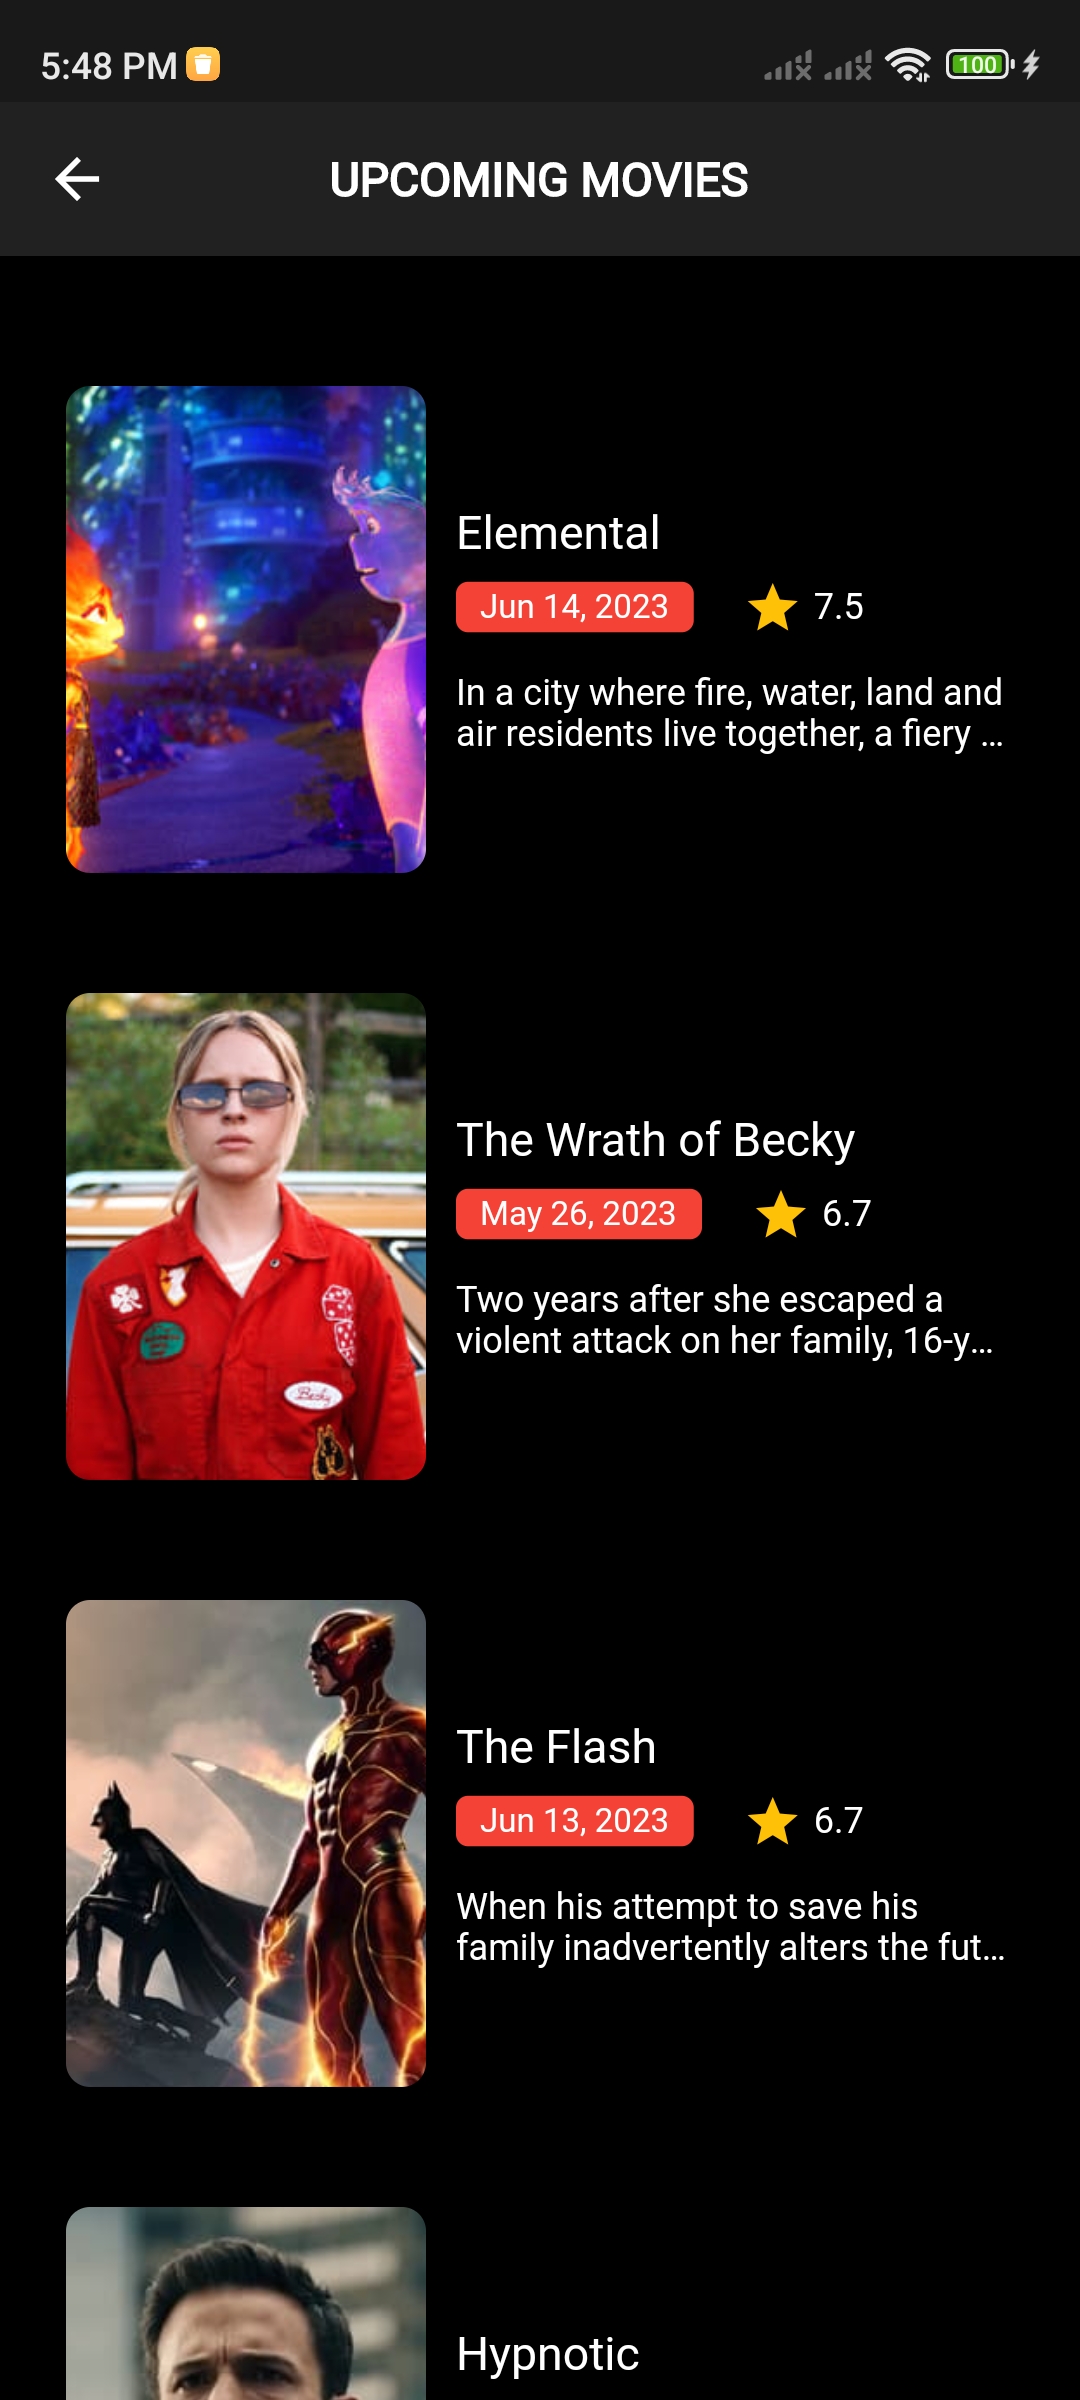 5:48 PM
100
UPCOMING MOVIES
Elemental
Jun 14, 2023
7.5
In a city where fire, water, land and
air residents live together, a fiery ...
The Wrath of Becky
May 26, 2023
6.7
Two years after she escaped a
violent attack on her family, 16-y...
Becky
The Flash
Jun 13, 2023
6.7
When his attempt to save his
family inadvertently alters the fut...
Hypnotic